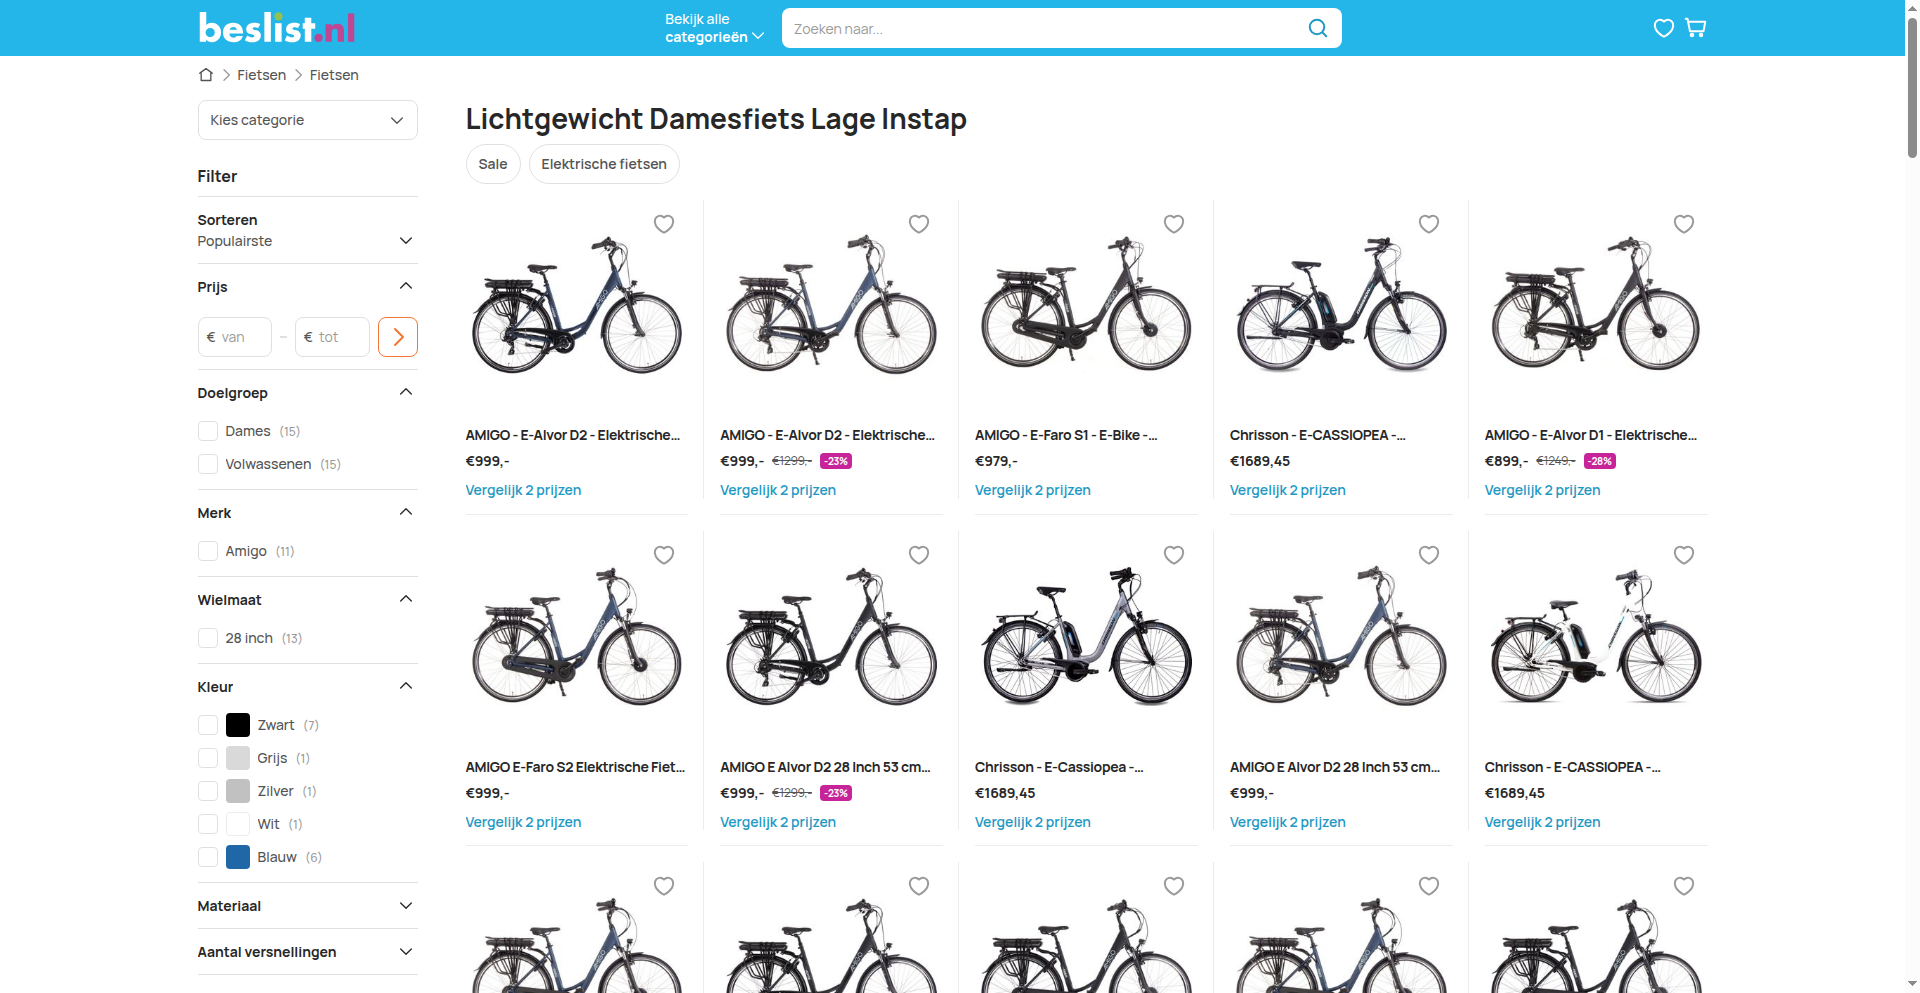 beslist.nl
Bekijk alle
categorieën
Zoeken naar...
Fietsen
Fietsen
Kies categorie
Filter
Sorteren
Populairste
Prijs
€ van – € tot
Doelgroep
Dames (15)
Volwassenen (15)
Merk
Amigo (11)
Wielmaat
28 inch (13)
Kleur
Zwart (7)
Grijs (1)
Zilver (1)
Wit (1)
Blauw (6)
Materiaal
Aantal versnellingen
Lichtgewicht Damesfiets Lage Instap
Sale
Elektrische fietsen
AMIGO - E-Alvor D2 - Elektrische...
€999,-
Vergelijk 2 prijzen
AMIGO - E-Alvor D2 - Elektrische...
€999,- €1299,- -23%
Vergelijk 2 prijzen
AMIGO - E-Faro S1 - E-Bike -...
€979,-
Vergelijk 2 prijzen
Chrisson - E-CASSIOPEA -...
€1689,45
Vergelijk 2 prijzen
AMIGO - E-Alvor D1 - Elektrische...
€899,- €1249,- -28%
Vergelijk 2 prijzen
AMIGO E-Faro S2 Elektrische Fiet...
€999,-
Vergelijk 2 prijzen
AMIGO E Alvor D2 28 Inch 53 cm...
€999,- €1299,- -23%
Vergelijk 2 prijzen
Chrisson - E-Cassiopea -...
€1689,45
Vergelijk 2 prijzen
AMIGO E Alvor D2 28 Inch 53 cm...
€999,-
Vergelijk 2 prijzen
Chrisson - E-CASSIOPEA -...
€1689,45
Vergelijk 2 prijzen